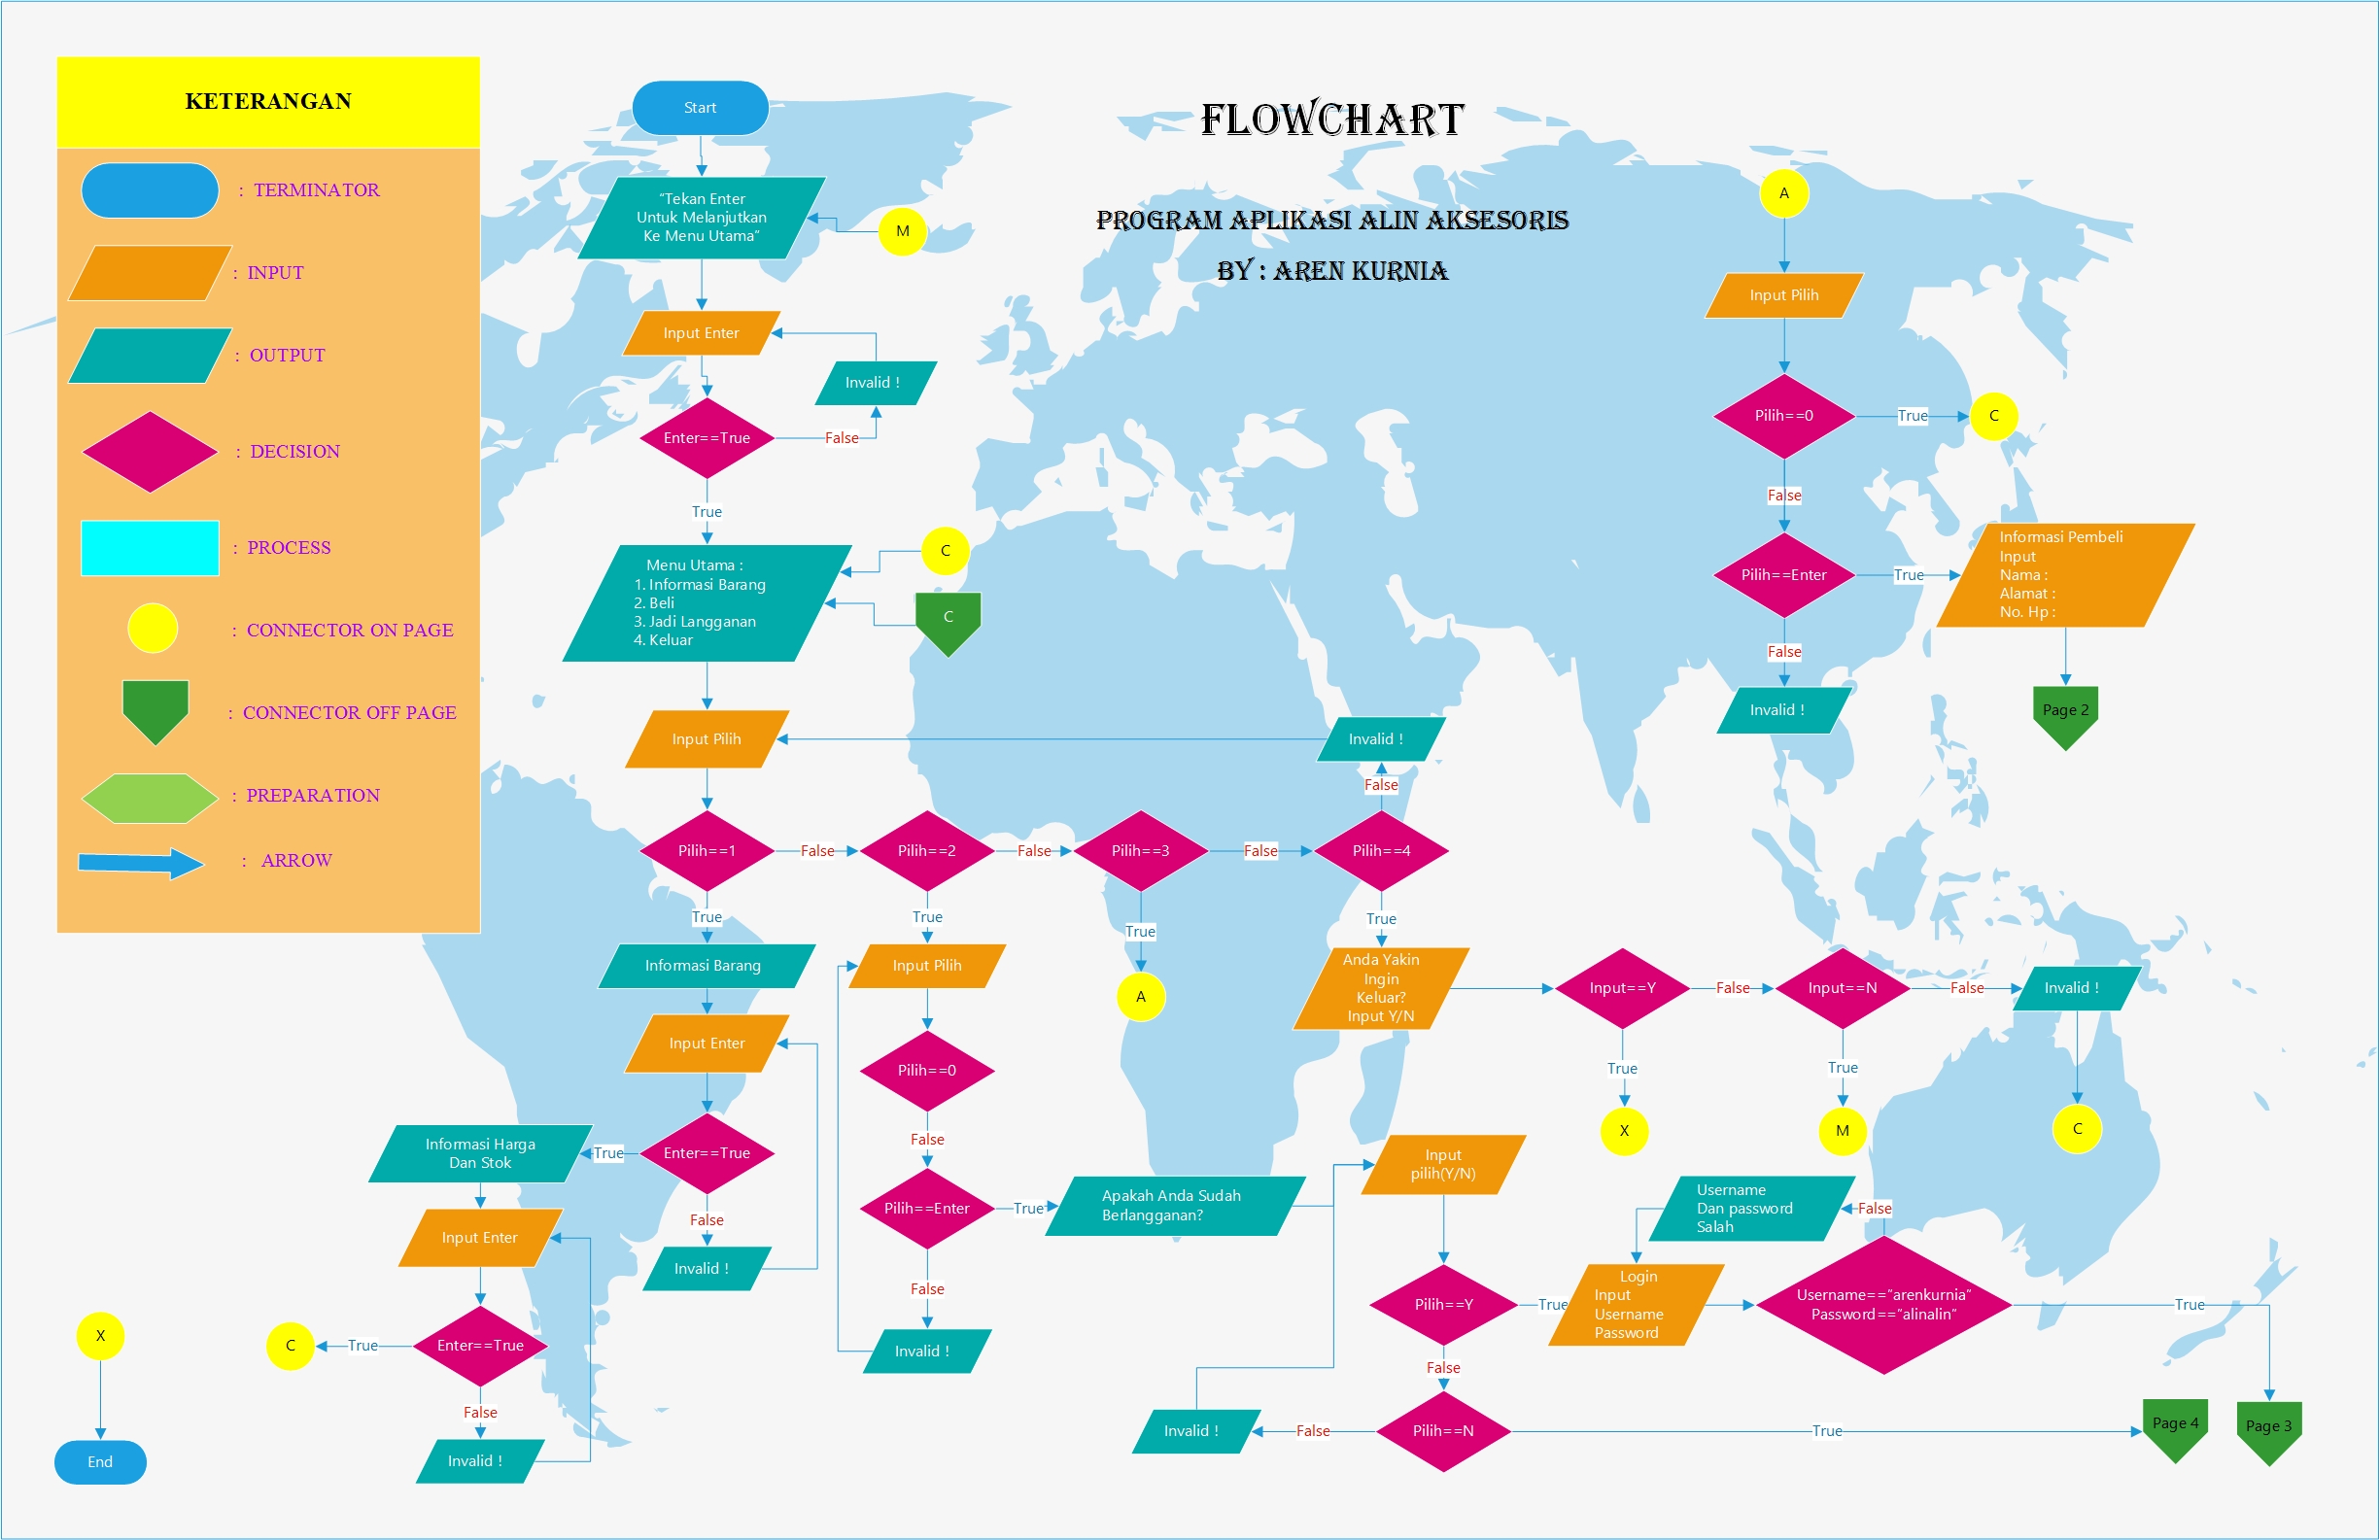 KETERANGAN
: TERMINATOR
: INPUT
: OUTPUT
: DECISION
: PROCESS
: CONNECTOR ON PAGE
: CONNECTOR OFF PAGE
: PREPARATION
: ARROW
FLOWCHART
PROGRAM APLIKASI ALIN AKSESORIS
BY : AREN KURNIA
Start
“Tekan Enter
Untuk Melanjutkan
Ke Menu Utama”
M
Input Enter
Invalid !
Enter==True
False
True
Menu Utama :
1. Informasi Barang
2. Beli
3. Jadi Langganan
4. Keluar
C
C
Input Pilih
Invalid !
False
Pilih==1
False
Pilih==2
False
Pilih==3
False
Pilih==4
True
True
True
True
Informasi Barang
Input Enter
Enter==True
True
Informasi Harga
Dan Stok
False
Invalid !
Input Enter
Enter==True
True
C
False
Invalid !
X
End
Input Pilih
Pilih==0
False
Pilih==Enter
True
False
Invalid !
Apakah Anda Sudah
Berlangganan?
A
Anda Yakin
Ingin
Keluar?
Input Y/N
Input==Y
False
Input==N
False
Invalid !
True
True
X
M
C
Input
pilih(Y/N)
Pilih==Y
True
False
Pilih==N
False
Invalid !
True
Login
Input
Username
Password
Username
Dan password
Salah
False
Username==”arenkurnia”
Password==”alinalin”
True
Page 4
Page 3
A
Input Pilih
Pilih==0
True
C
False
Pilih==Enter
True
Informasi Pembeli
Input
Nama :
Alamat :
No. Hp :
False
Invalid !
Page 2